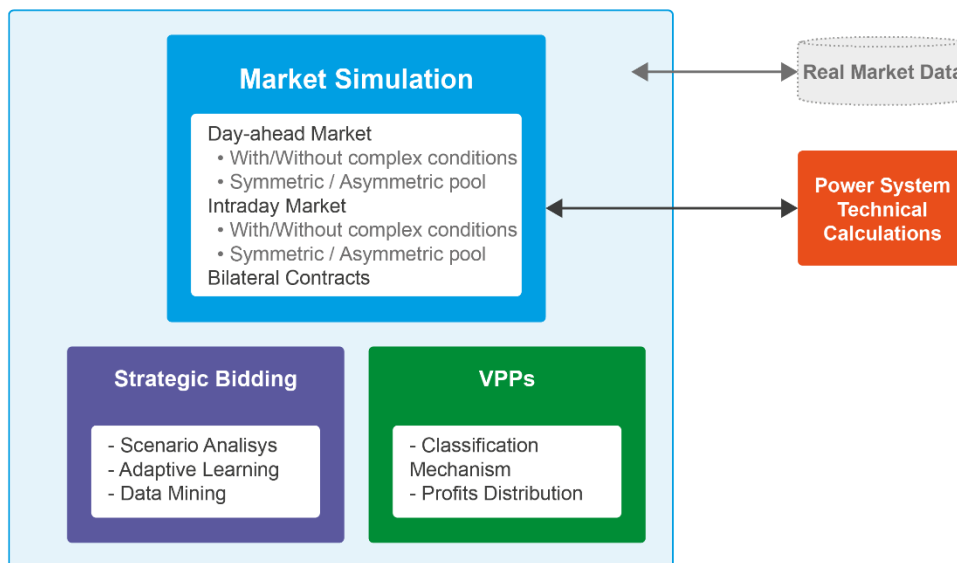 Market Simulation
Day-ahead Market
• With/Without complex conditions
• Symmetric / Asymmetric pool
Intraday Market
• With/Without complex conditions
• Symmetric / Asymmetric pool
Bilateral Contracts
Real Market Data
Power System
Technical
Calculations
Strategic Bidding
- Scenario Analisys
- Adaptive Learning
- Data Mining
VPPs
- Classification
Mechanism
- Profits Distribution